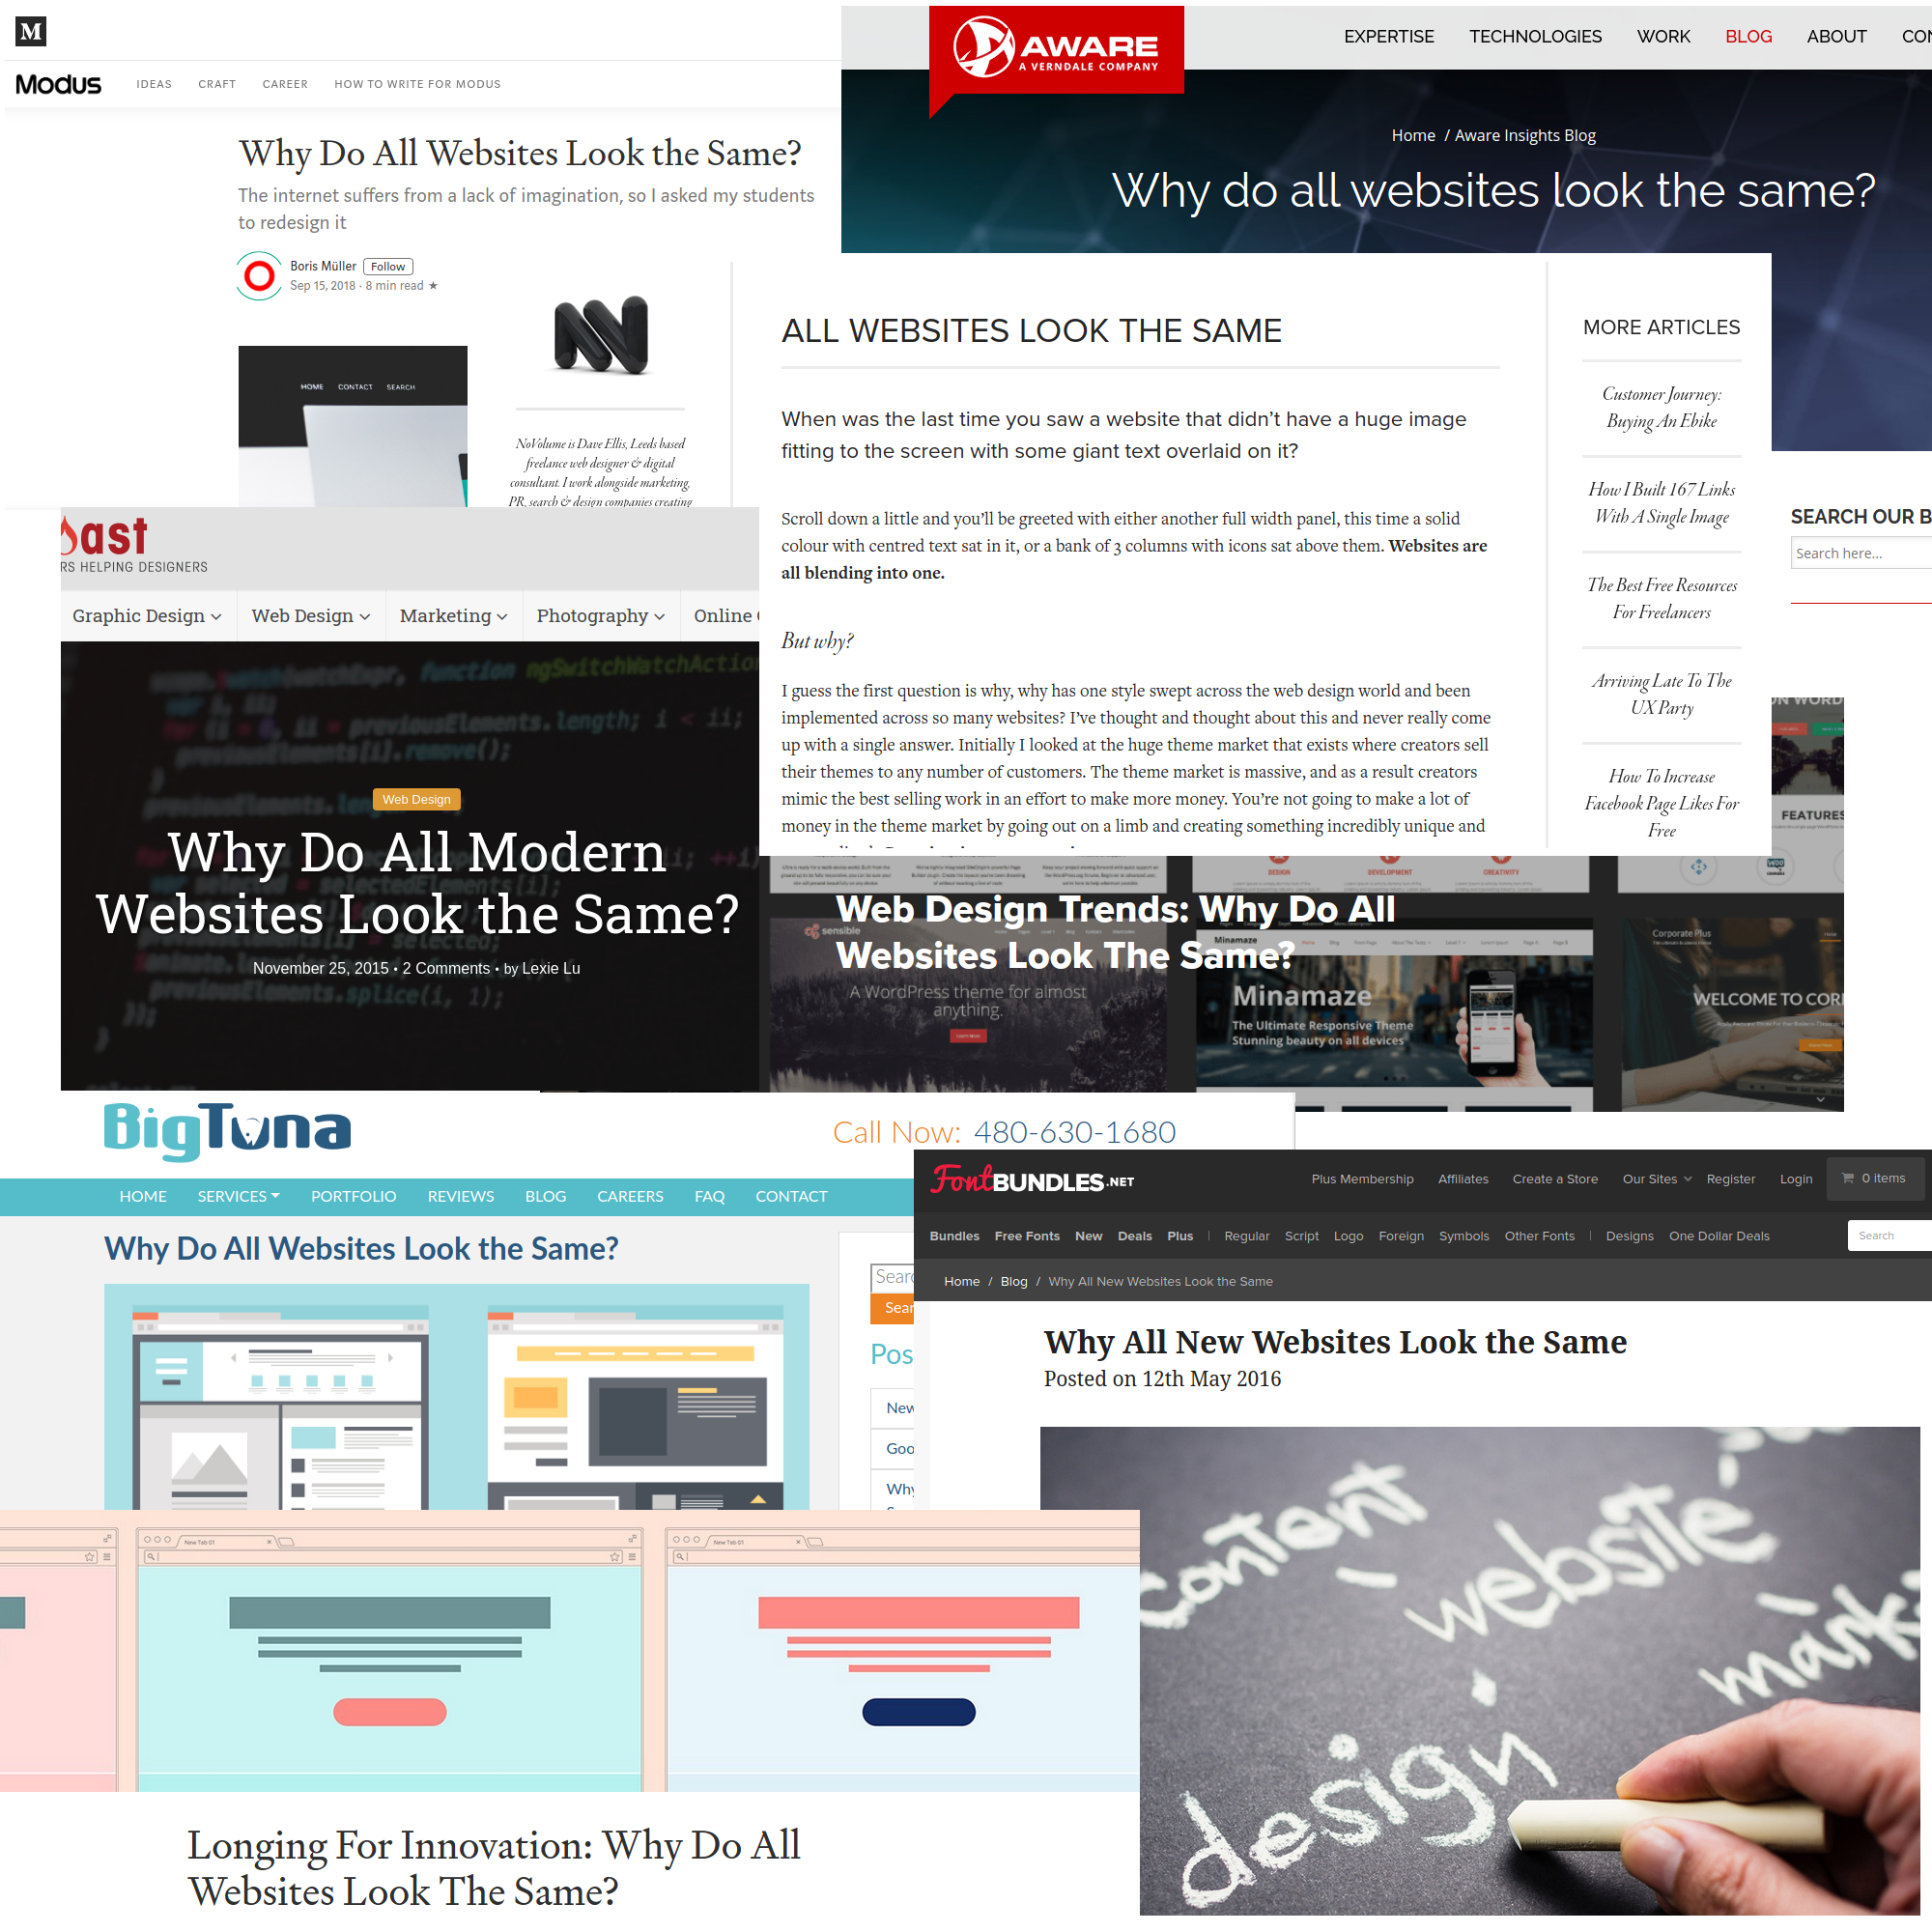 M
Modus
IDEAS CRAFT CAREER HOW TO WRITE FOR MODUS
Why Do All Websites Look the Same?
The internet suffers from a lack of imagination, so I asked my students
to redesign it
Boris Müller Follow
Sep 15, 2018 · 8 min read ★
HOME CONTACT SEARCH
AWARE
A VERNDALE COMPANY
EXPERTISE TECHNOLOGIES WORK BLOG ABOUT
Home / Aware Insights Blog
Why do all websites look the same?
SEARCH OUR B
Search here...
NoVolume is Dave Ellis, Leeds based
freelance web designer & digital
consultant. I work alongside marketing,
PR, search & design companies creating
ALL WEBSITES LOOK THE SAME
When was the last time you saw a website that didn’t have a huge image
fitting to the screen with some giant text overlaid on it?
Scroll down a little and you’ll be greeted with either another full width panel, this time a solid
colour with centred text sat in it, or a bank of 3 columns with icons sat above them. Websites are
all blending into one.
But why?
I guess the first question is why, why has one style swept across the web design world and been
implemented across so many websites? I’ve thought and thought about this and never really come
up with a single answer. Initially I looked at the huge theme market that exists where creators sell
their themes to any number of customers. The theme market is massive, and as a result creators
mimic the best selling work in an effort to make more money. You’re not going to make a lot of
money in the theme market by going out on a limb and creating something incredibly unique and
MORE ARTICLES
Customer Journey:
Buying An Ebike
How I Built 167 Links
With A Single Image
The Best Free Resources
For Freelancers
Arriving Late To The
UX Party
How To Increase
Facebook Page Likes For
Free
ast
RS HELPING DESIGNERS
Graphic Design Web Design Marketing Photography Online
function ngSwitchWatchAction
previousElements.length; i < ii;
previousElements[i].remove();
Web Design
Why Do All Modern
Websites Look the Same?
November 25, 2015 • 2 Comments • by Lexie Lu
previousElements.splice(i, 1);
DESIGN DEVELOPMENT CREATIVITY
FEATURES
Web Design Trends: Why Do All
Websites Look The Same?
sensible
A WordPress theme for almost
anything.
Minamaze
Minamaze
The Ultimate Responsive Theme
Stunning beauty on all devices
Corporate Plus
WELCOME TO COR
BigTuna
Call Now: 480-630-1680
HOME SERVICES PORTFOLIO REVIEWS BLOG CAREERS FAQ CONTACT
Why Do All Websites Look the Same?
Sear
Sear
Pos
New
Goo
Why
FontBUNDLES.NET
Plus Membership Affiliates Create a Store Our Sites Register Login 0 items
Bundles Free Fonts New Deals Plus | Regular Script Logo Foreign Symbols Other Fonts | Designs One Dollar Deals
Search
Home / Blog / Why All New Websites Look the Same
Why All New Websites Look the Same
Posted on 12th May 2016
content - website - mark
design
New Tab 01
New Tab 01
Longing For Innovation: Why Do All
Websites Look The Same?